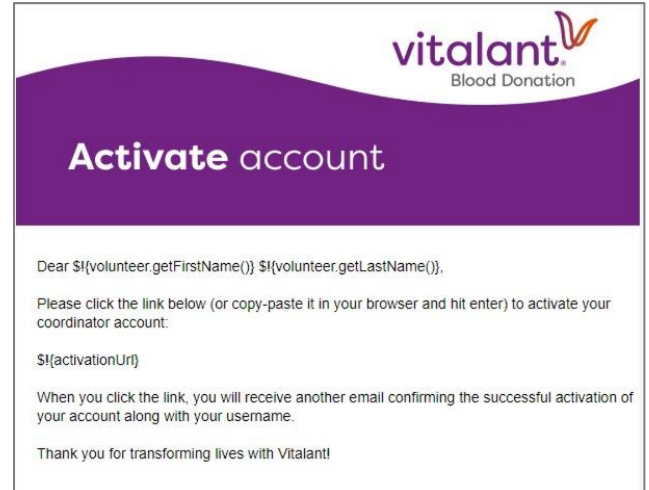 vitalant.
Blood Donation
Activate account
Dear $!{volunteer.getFirstName()} $!{volunteer.getLastName()},
Please click the link below (or copy-paste it in your browser and hit enter) to activate your
coordinator account:
$!{activationUrl}
When you click the link, you will receive another email confirming the successful activation of
your account along with your username.
Thank you for transforming lives with Vitalant!